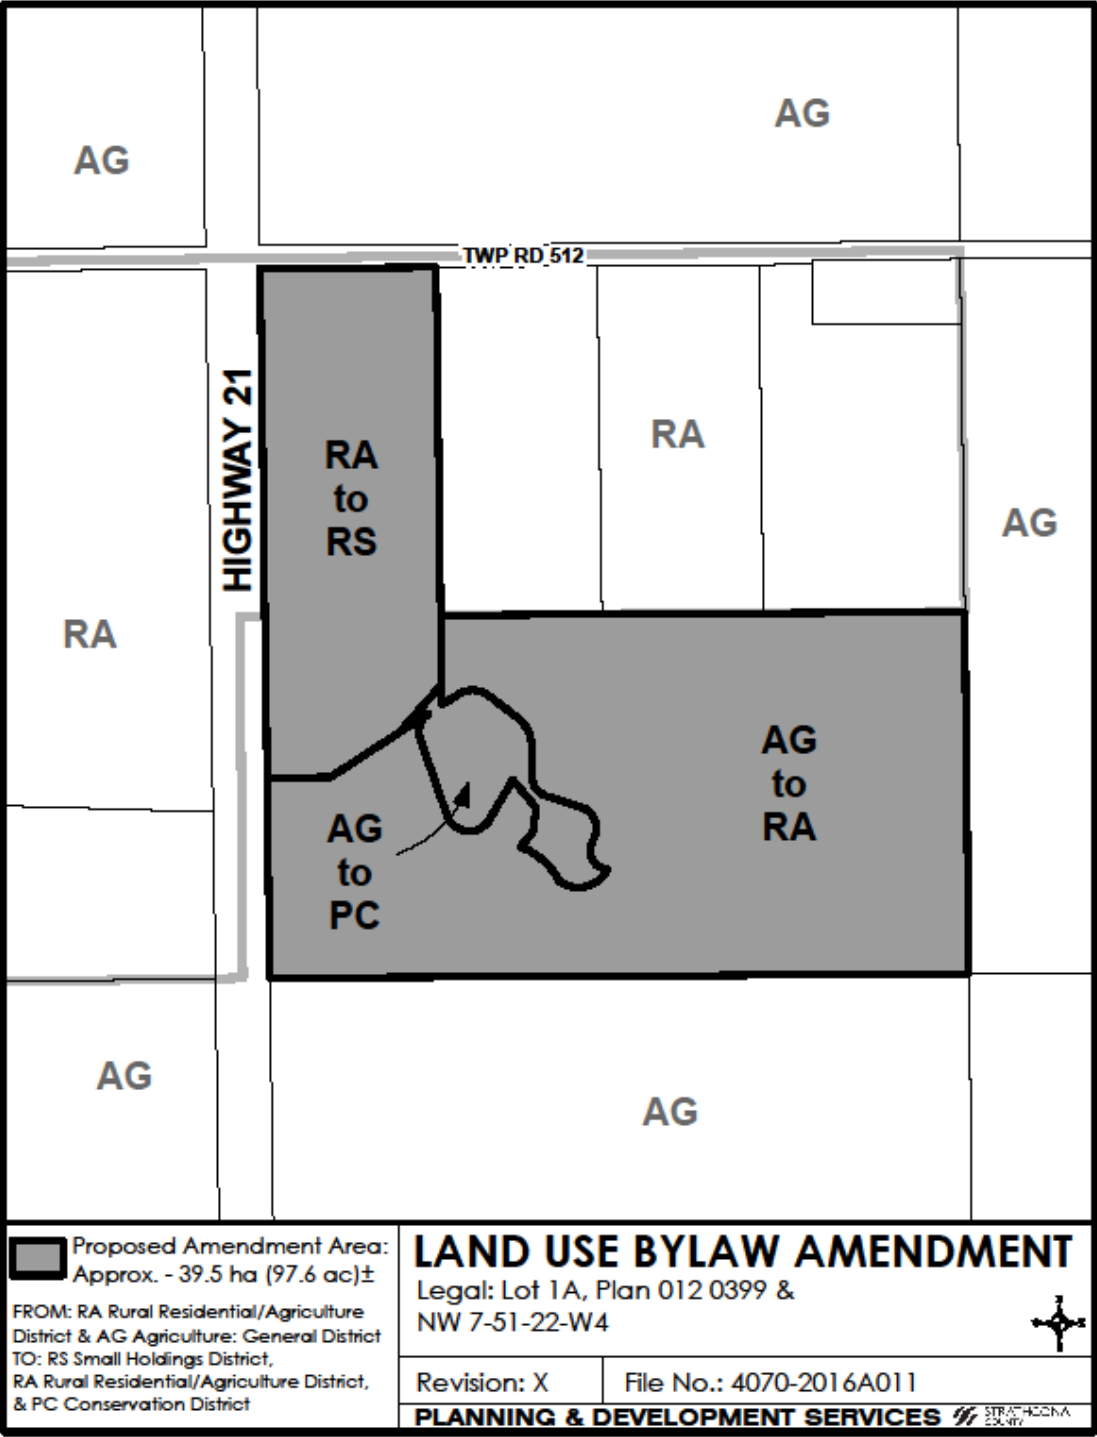 AG
AG
TWP RD 512
HIGHWAY 21
RA
to
RS
RA
AG
RA
AG
to
RA
AG
to
PC
AG
AG
Proposed Amendment Area:
Approx. - 39.5 ha (97.6 ac)±
FROM: RA Rural Residential/Agriculture
District & AG Agriculture: General District
TO: RS Small Holdings District,
RA Rural Residential/Agriculture District,
& PC Conservation District
LAND USE BYLAW AMENDMENT
Legal: Lot 1A, Plan 012 0399 &
NW 7-51-22-W4
Revision: X
File No.: 4070-2016A011
PLANNING & DEVELOPMENT SERVICES
STRATHCONA
COUNTY